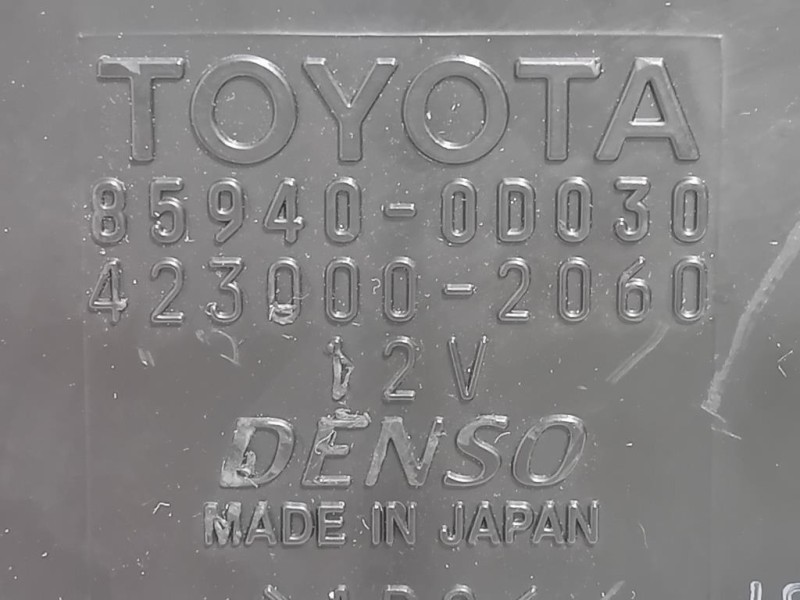 TOYOTA
85940-0D030
423000-2060
12V
DENSO
MADE IN JAPAN